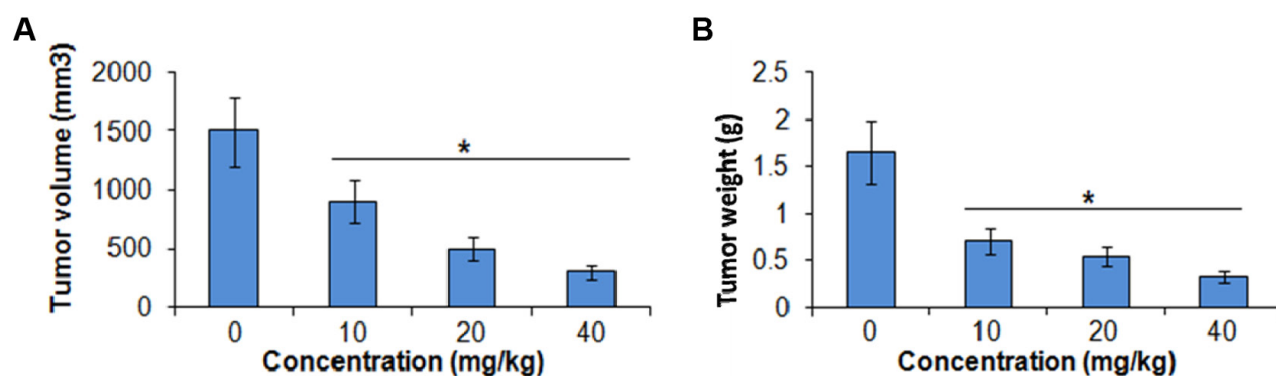 A
Tumor volume (mm3)
2000
1500
1000
500
0
*
0 10 20 40
Concentration (mg/kg)
B
Tumor weight (g)
2.5
2
1.5
1
0.5
0
*
0 10 20 40
Concentration (mg/kg)